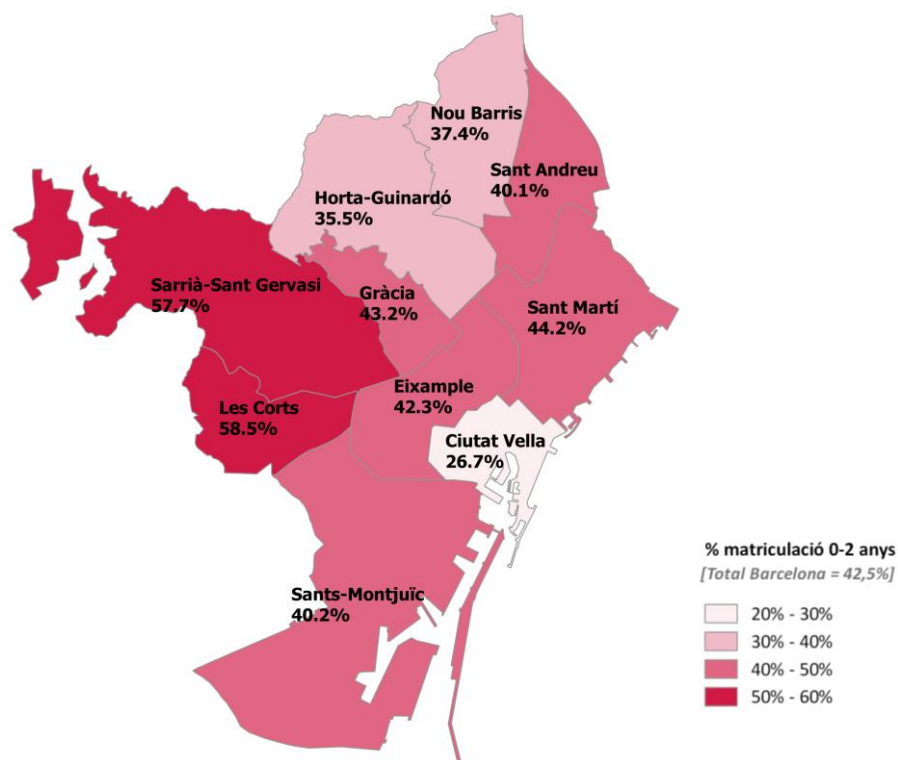 Nou Barris
37.4%
Sant Andreu
40.1%
Horta-Guinardó
35.5%
Sarrià-Sant Gervasi
57.7%
Gràcia
43.2%
Sant Martí
44.2%
Eixample
42.3%
Les Corts
58.5%
Ciutat Vella
26.7%
Sants-Montjuïc
40.2%
% matriculació 0-2 anys
[Total Barcelona = 42,5%]
20% - 30%
30% - 40%
40% - 50%
50% - 60%